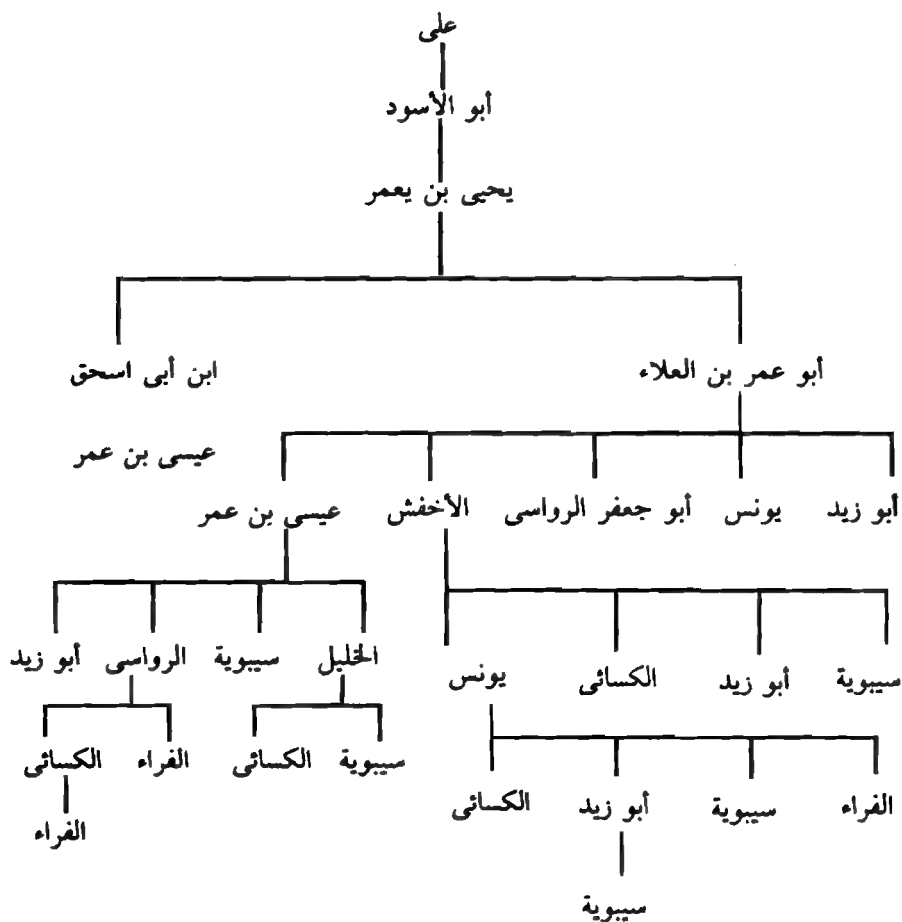 على
أبو الأسود
يحيى بن يعمر
أبو عمر بن العلاء
ابن أبى اسحق
عيسى بن عمر
أبو زيد
يونس
أبو جعفر الرواسى
الأخفش
عيسى بن عمر
سيبوية
أبو زيد
الكسائى
يونس
الخليل
سيبوية
الرواسى
أبو زيد
سيبوية
الكسائى
الفراء
الكسائى
الفراء
سيبوية
أبو زيد
الكسائى
الفراء
سيبوية